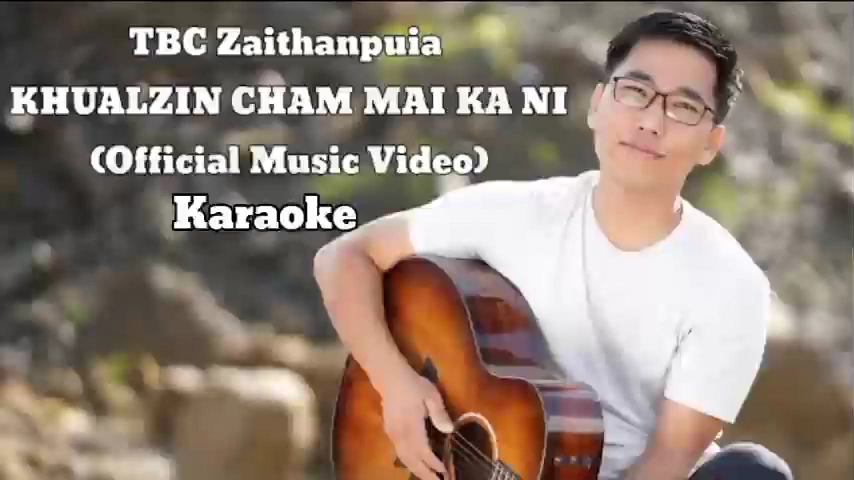 TBC Zaithanpuia
KHUALZIN CHAM MAI KA NI
(Official Music Video)
Karaoke